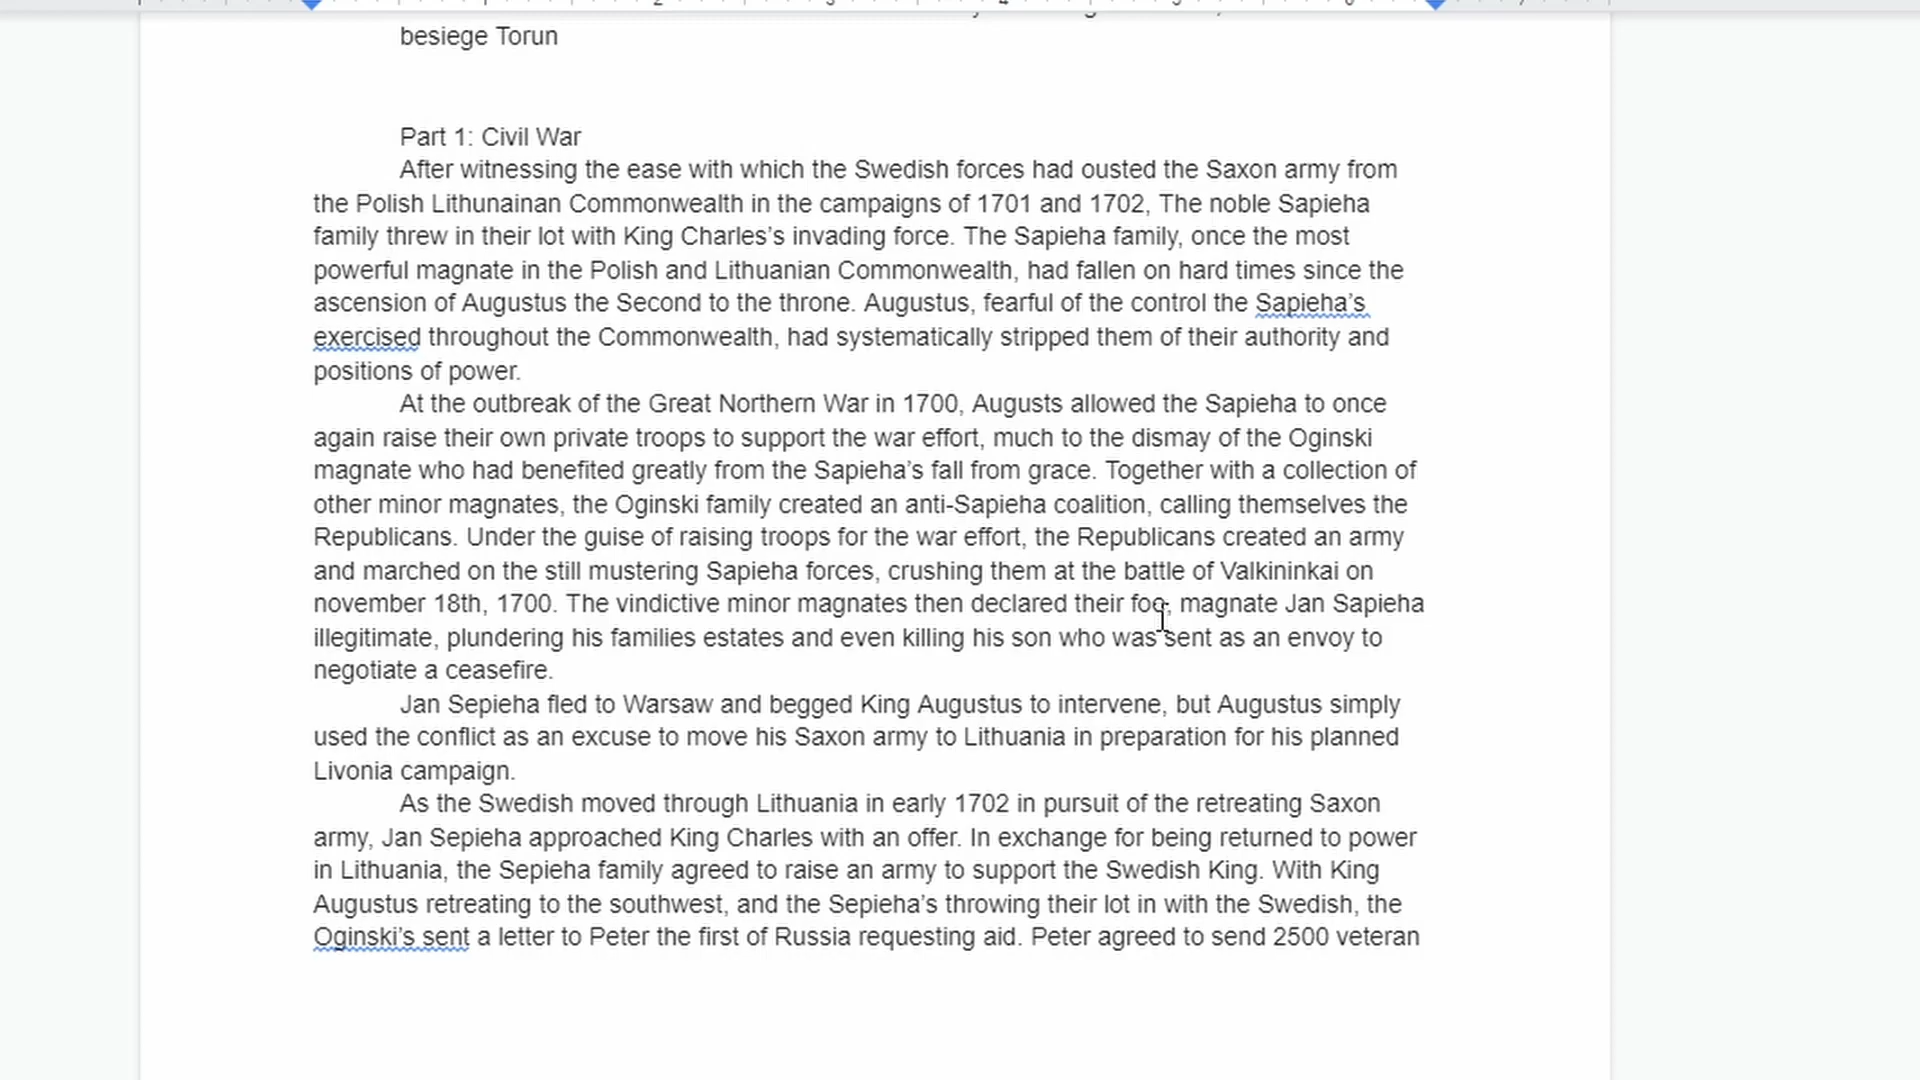 besiege Torun
Part 1: Civil War
After witnessing the ease with which the Swedish forces had ousted the Saxon army from
the Polish Lithunainan Commonwealth in the campaigns of 1701 and 1702, The noble Sapieha
family threw in their lot with King Charles’s invading force. The Sapieha family, once the most
powerful magnate in the Polish and Lithuanian Commonwealth, had fallen on hard times since the
ascension of Augustus the Second to the throne. Augustus, fearful of the control the Sapieha’s
exercised throughout the Commonwealth, had systematically stripped them of their authority and
positions of power.
At the outbreak of the Great Northern War in 1700, Augusts allowed the Sapieha to once
again raise their own private troops to support the war effort, much to the dismay of the Oginski
magnate who had benefited greatly from the Sapieha’s fall from grace. Together with a collection of
other minor magnates, the Oginski family created an anti-Sapieha coalition, calling themselves the
Republicans. Under the guise of raising troops for the war effort, the Republicans created an army
and marched on the still mustering Sapieha forces, crushing them at the battle of Valkininkai on
november 18th, 1700. The vindictive minor magnates then declared their foe, magnate Jan Sapieha
illegitimate, plundering his families estates and even killing his son who was sent as an envoy to
negotiate a ceasefire.
Jan Sepieha fled to Warsaw and begged King Augustus to intervene, but Augustus simply
used the conflict as an excuse to move his Saxon army to Lithuania in preparation for his planned
Livonia campaign.
As the Swedish moved through Lithuania in early 1702 in pursuit of the retreating Saxon
army, Jan Sepieha approached King Charles with an offer. In exchange for being returned to power
in Lithuania, the Sepieha family agreed to raise an army to support the Swedish King. With King
Augustus retreating to the southwest, and the Sepieha’s throwing their lot in with the Swedish, the
Oginski’s sent a letter to Peter the first of Russia requesting aid. Peter agreed to send 2500 veteran